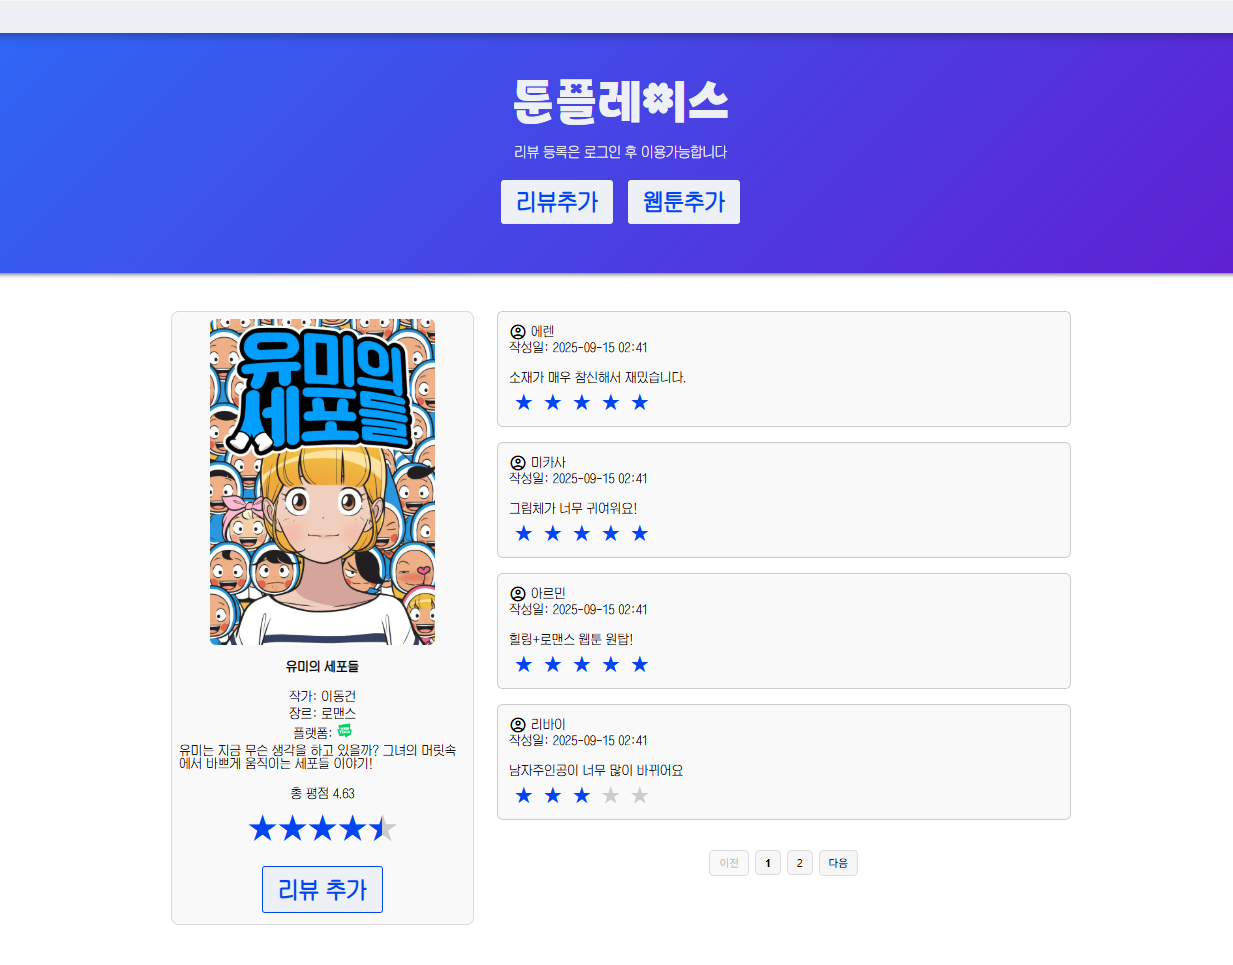 툰플레이스
리뷰 등록은 로그인 후 이용가능합니다
리뷰추가
웹툰추가
유미의
세포들
유미의 세포들
작가: 이동건
장르: 로맨스
플랫폼:
유미는 지금 무슨 생각을 하고 있을까? 그녀의 머릿속
에서 바쁘게 움직이는 세포들 이야기!
총 평점 4.63
리뷰 추가
에렌
작성일: 2025-09-15 02:41
소재가 매우 참신해서 재밌습니다.
미카사
작성일: 2025-09-15 02:41
그림체가 너무 귀여워요!
아르민
작성일: 2025-09-15 02:41
힐링+로맨스 웹툰 원탑!
리바이
작성일: 2025-09-15 02:41
남자주인공이 너무 많이 바뀌어요
이전 1 2 다음